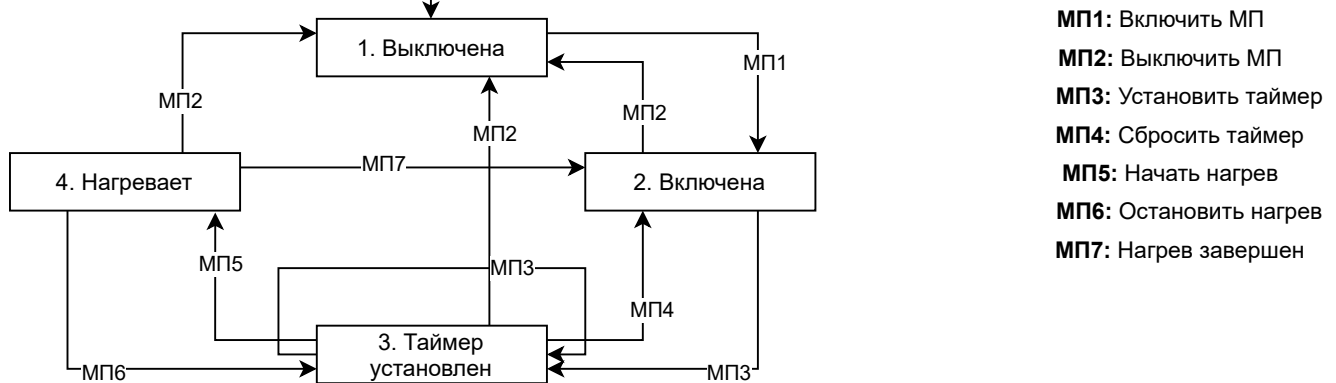 1. Выключена
МП1
МП2
МП2
МП2
4. Нагревает
МП7
2. Включена
МП5
МП3
МП4
3. Таймер
установлен
МП6
МП3
МП1: Включить МП
МП2: Выключить МП
МП3: Установить таймер
МП4: Сбросить таймер
МП5: Начать нагрев
МП6: Остановить нагрев
МП7: Нагрев завершен